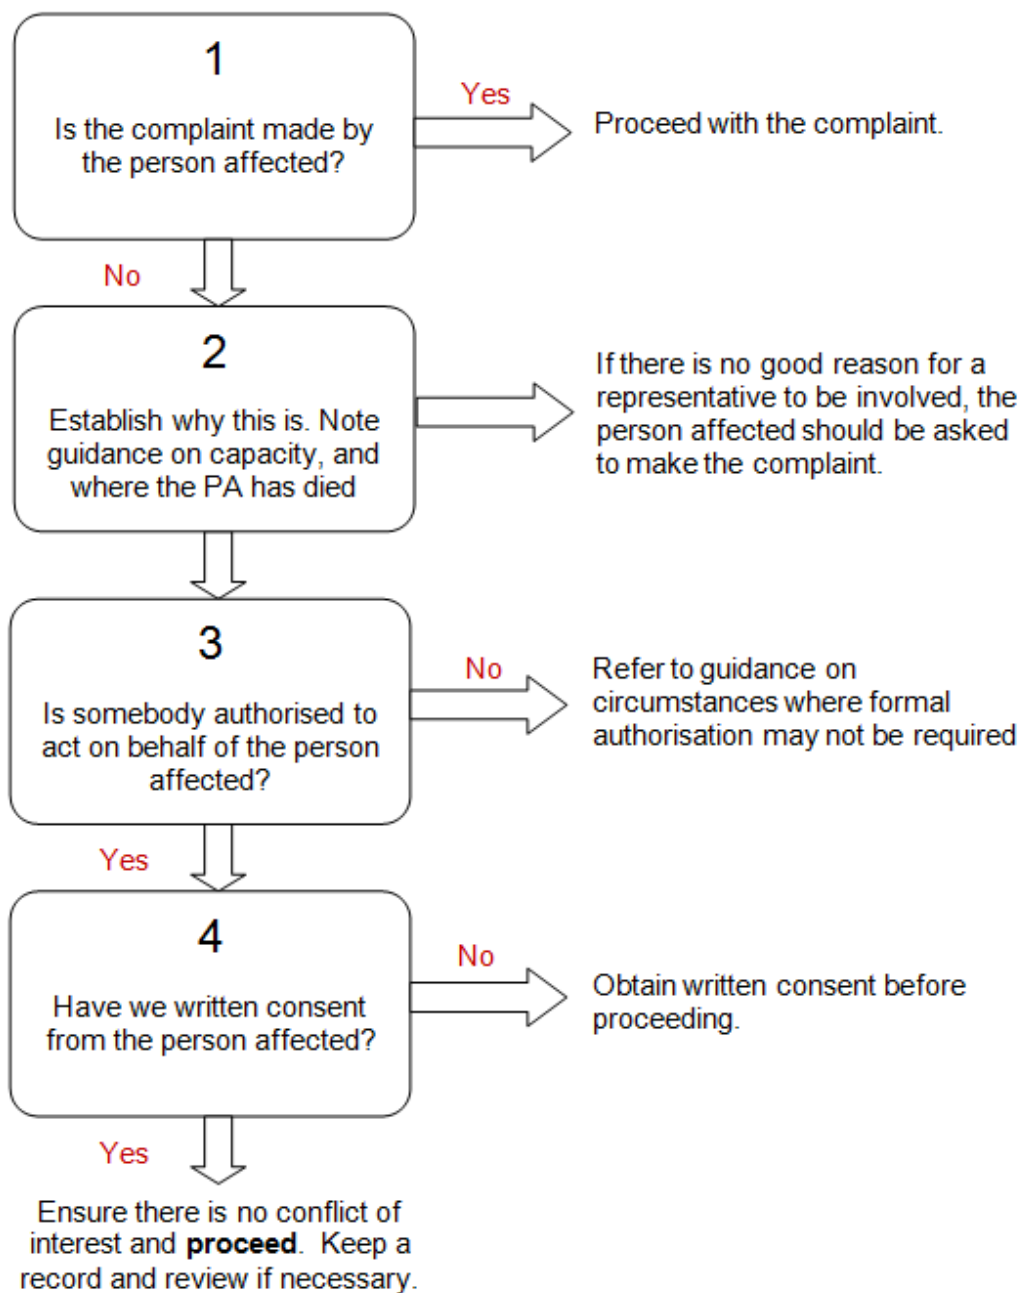 1
Is the complaint made by
the person affected?
Yes
Proceed with the complaint.
No
2
Establish why this is. Note
guidance on capacity, and
where the PA has died
If there is no good reason for a
representative to be involved, the
person affected should be asked
to make the complaint.
3
Is somebody authorised to
act on behalf of the person
affected?
No
Refer to guidance on
circumstances where formal
authorisation may not be required
Yes
4
Have we written consent
from the person affected?
No
Obtain written consent before
proceeding.
Yes
Ensure there is no conflict of
interest and proceed. Keep a
record and review if necessary.